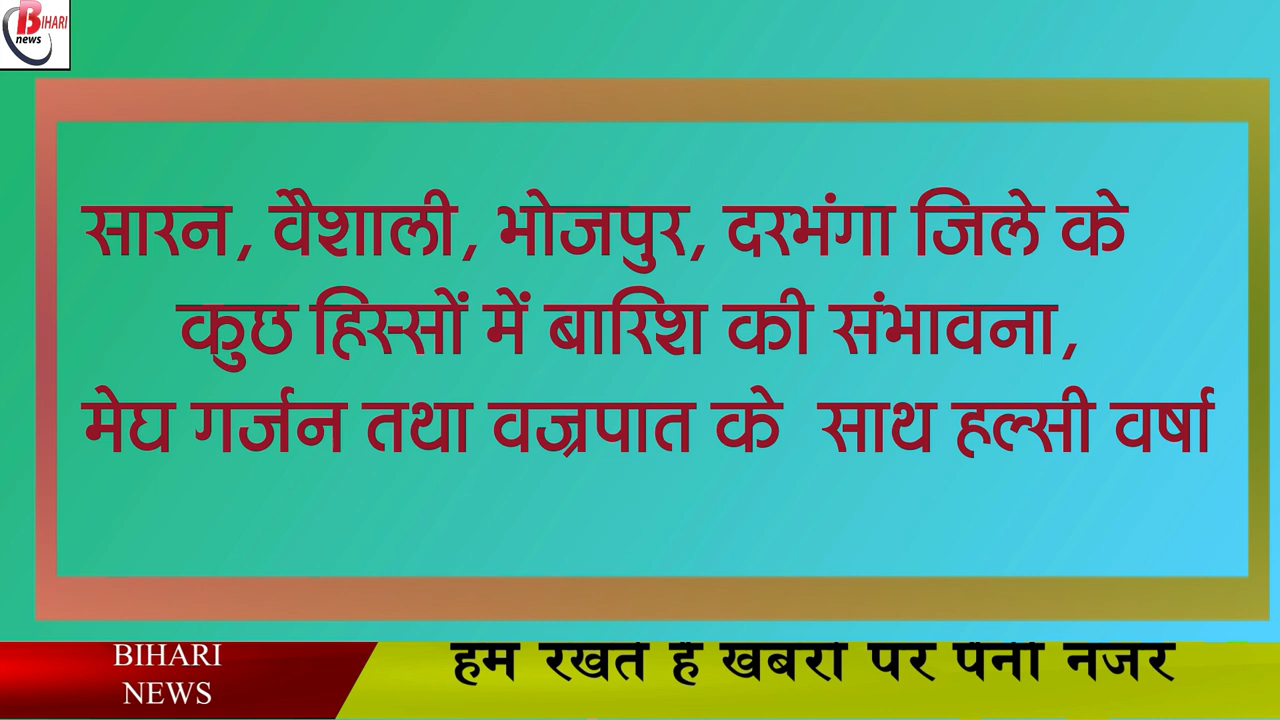 BIHARI
news
सारन, वैशाली, भोजपुर, दरभंगा जिले के
कुछ हिस्सों में बारिश की संभावना,
मेघ गर्जन तथा वज्रपात के साथ हल्सी वर्षा
BIHARI
NEWS
हम रखते है खबरों पर पैनी नजर